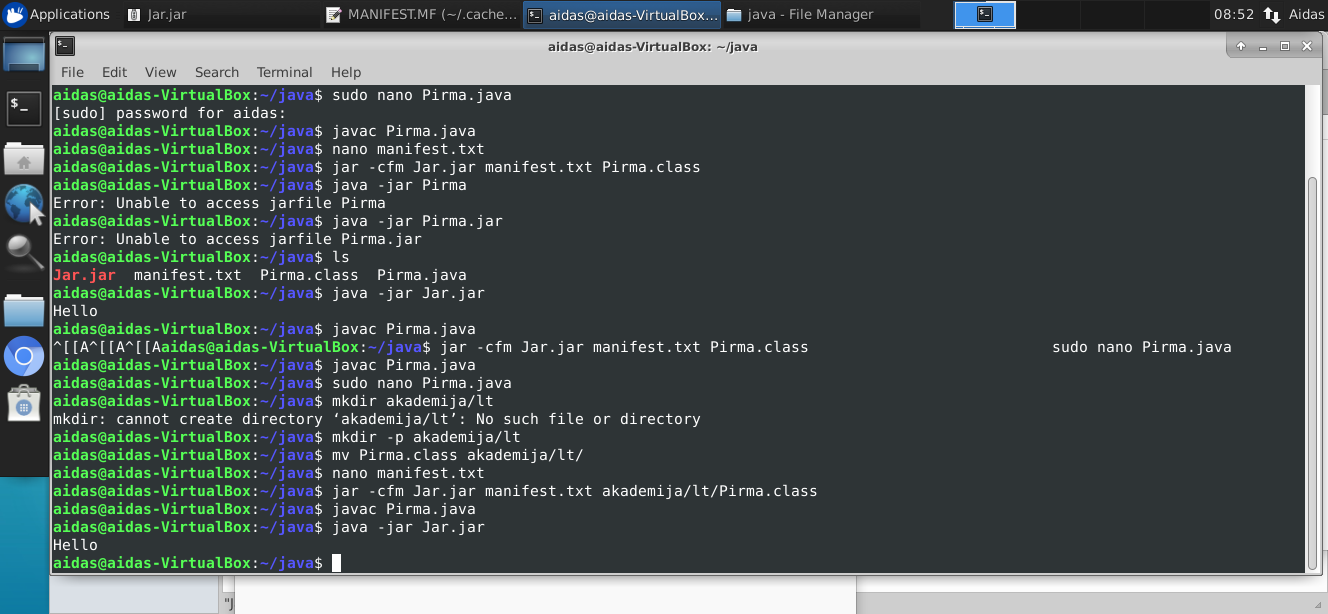 Applications
Jar.jar
MANIFEST.MF (~/.cache...
aidas@aidas-VirtualBox...
java - File Manager
08:52
Aidas
aidas@aidas-VirtualBox: ~/java
File Edit View Search Terminal Help
aidas@aidas-VirtualBox:~/java$ sudo nano Pirma.java
[sudo] password for aidas:
aidas@aidas-VirtualBox:~/java$ javac Pirma.java
aidas@aidas-VirtualBox:~/java$ nano manifest.txt
aidas@aidas-VirtualBox:~/java$ jar -cfm Jar.jar manifest.txt Pirma.class
aidas@aidas-VirtualBox:~/java$ java -jar Pirma
Error: Unable to access jarfile Pirma
aidas@aidas-VirtualBox:~/java$ java -jar Pirma.jar
Error: Unable to access jarfile Pirma.jar
aidas@aidas-VirtualBox:~/java$ ls
Jar.jar  manifest.txt  Pirma.class  Pirma.java
aidas@aidas-VirtualBox:~/java$ java -jar Jar.jar
Hello
aidas@aidas-VirtualBox:~/java$ javac Pirma.java
^[[A^[[A^[[Aaidas@aidas-VirtualBox:~/java$ jar -cfm Jar.jar manifest.txt Pirma.class                           sudo nano Pirma.java
aidas@aidas-VirtualBox:~/java$ javac Pirma.java
aidas@aidas-VirtualBox:~/java$ sudo nano Pirma.java
aidas@aidas-VirtualBox:~/java$ mkdir akademija/lt
mkdir: cannot create directory ‘akademija/lt’: No such file or directory
aidas@aidas-VirtualBox:~/java$ mkdir -p akademija/lt
aidas@aidas-VirtualBox:~/java$ mv Pirma.class akademija/lt/
aidas@aidas-VirtualBox:~/java$ nano manifest.txt
aidas@aidas-VirtualBox:~/java$ jar -cfm Jar.jar manifest.txt akademija/lt/Pirma.class
aidas@aidas-VirtualBox:~/java$ javac Pirma.java
aidas@aidas-VirtualBox:~/java$ java -jar Jar.jar
Hello
aidas@aidas-VirtualBox:~/java$
"J